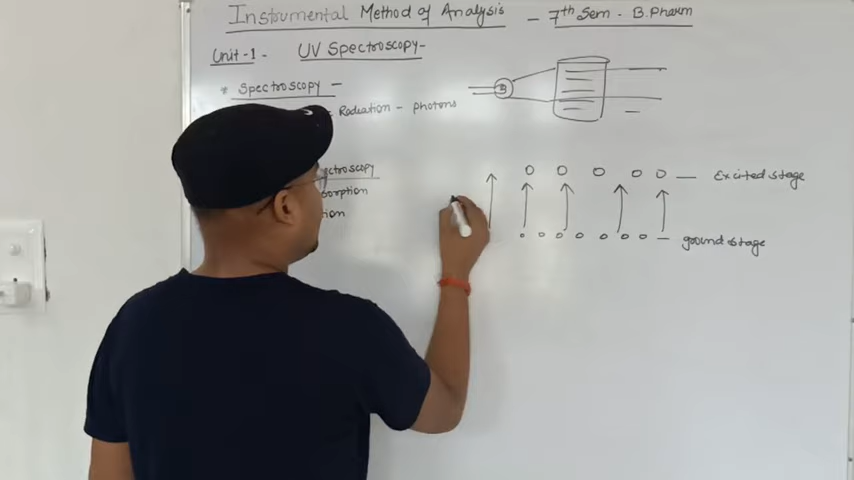 Instrumental Method of Analysis - 7th Sem - B.Pharm
Unit-1 - UV Spectroscopy-
* Spectroscopy -
Radiation - photons
B
Excited stage
ground stage